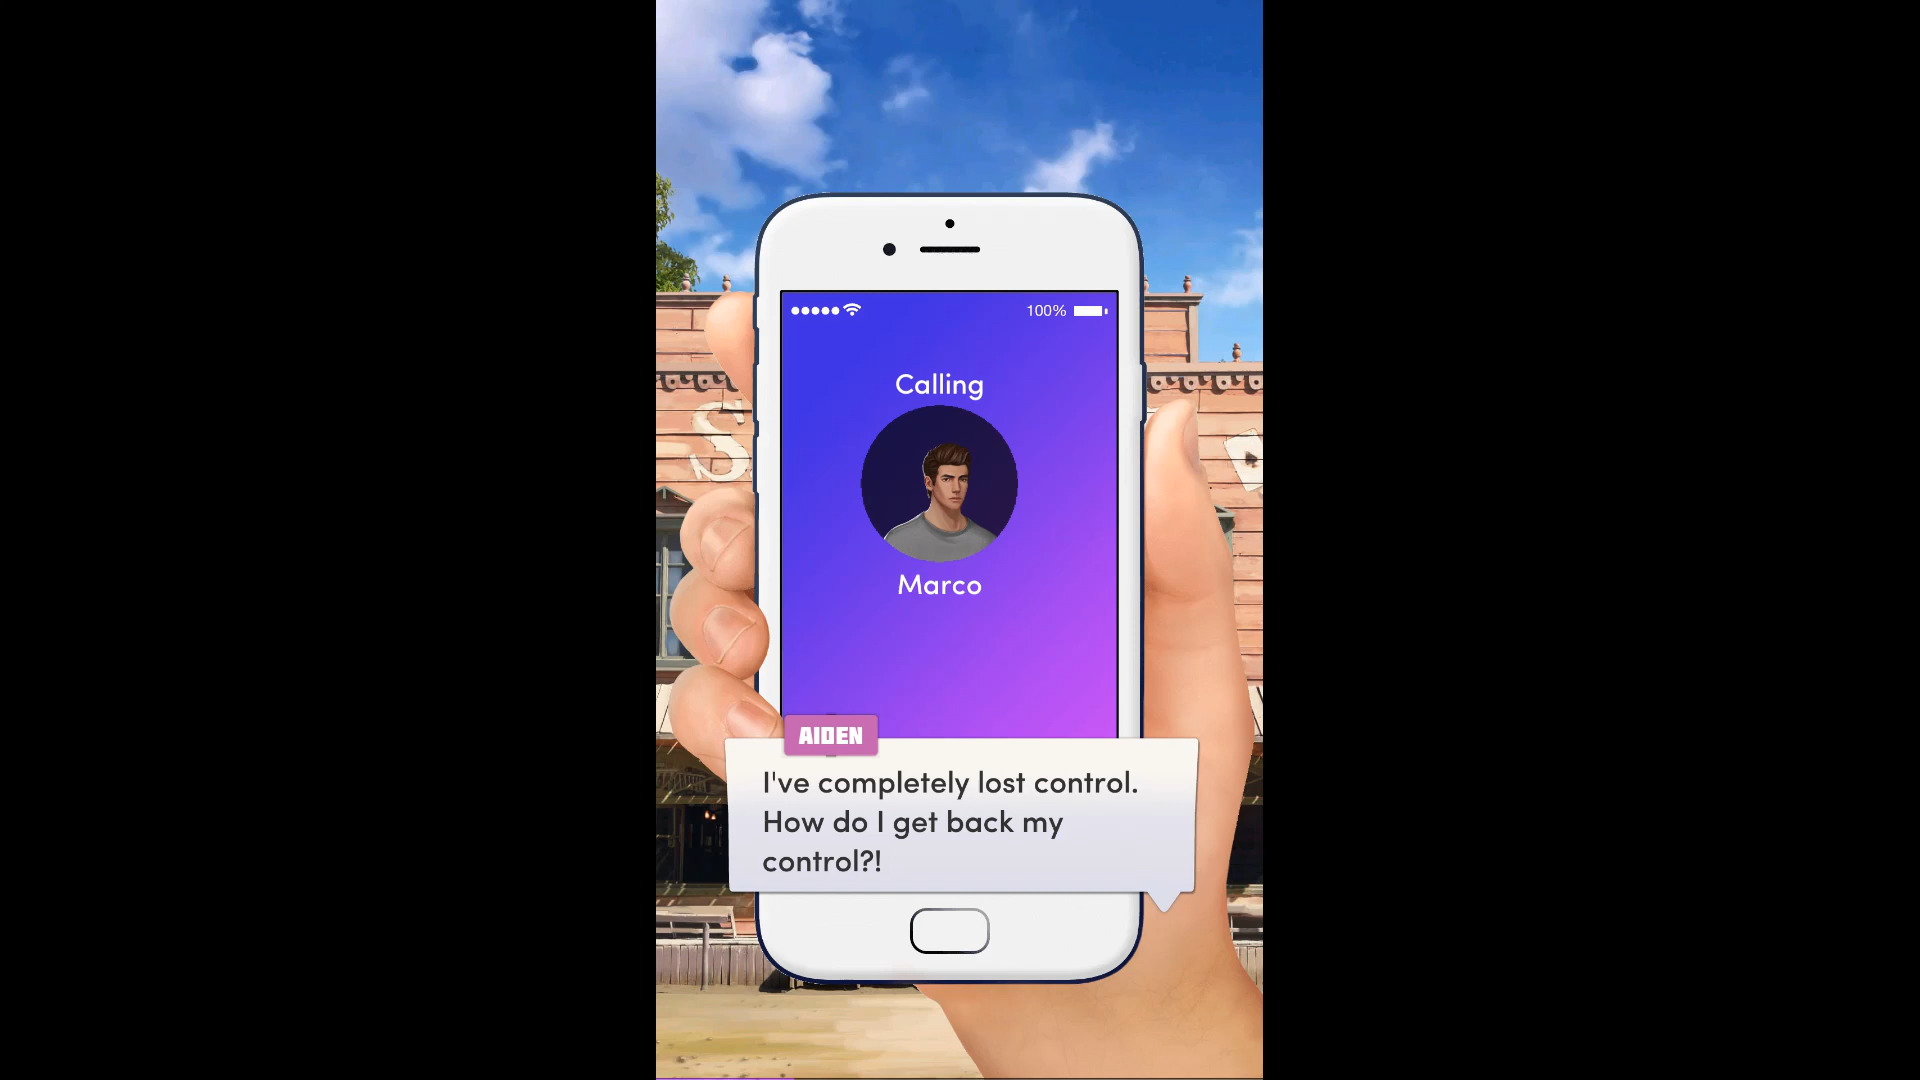 100%
Calling
Marco
AIDEN
I've completely lost control.
How do I get back my
control?!